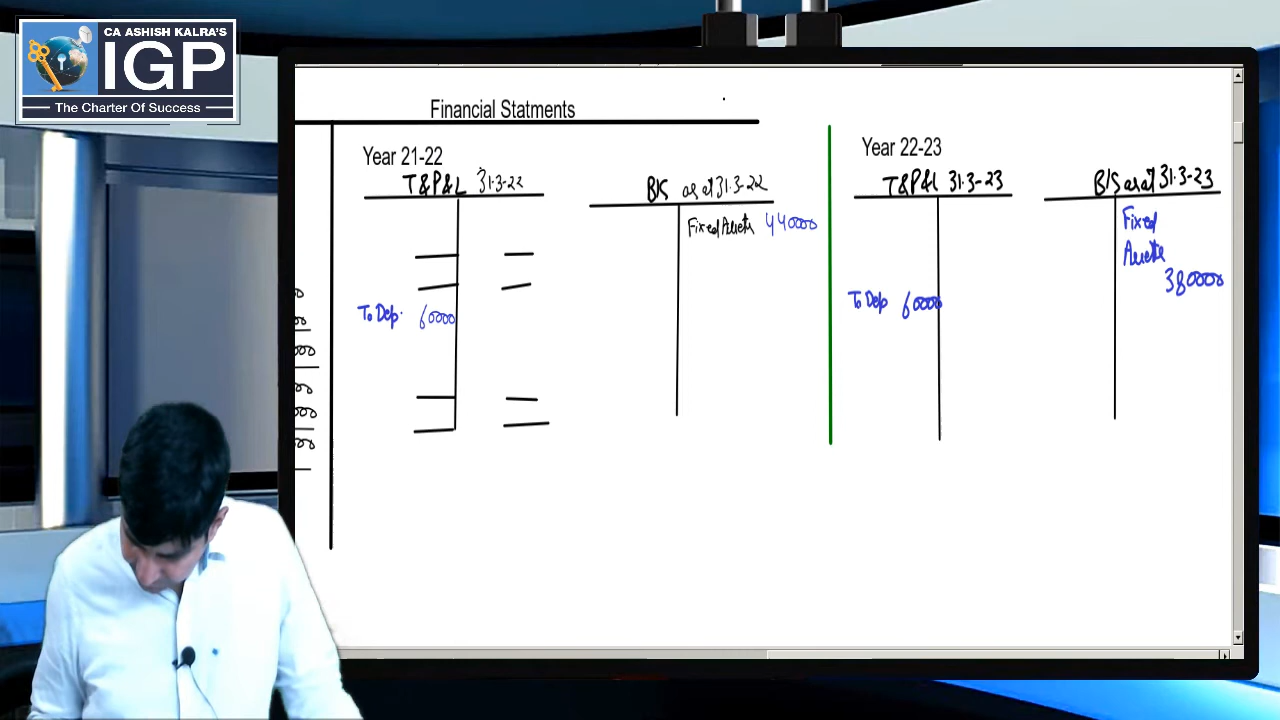 CA ASHISH KALRA'S
IGP
The Charter Of Success
Financial Statments
Year 21-22
T&P&L 31.3-22
To Dep. 60000
B/S as at 31.3-22
Fixed Assets 440000
Year 22-23
T&P&L 31.3-23
To Dep 60000
B/S as at 31.3-23
Fixed
Assets
380000